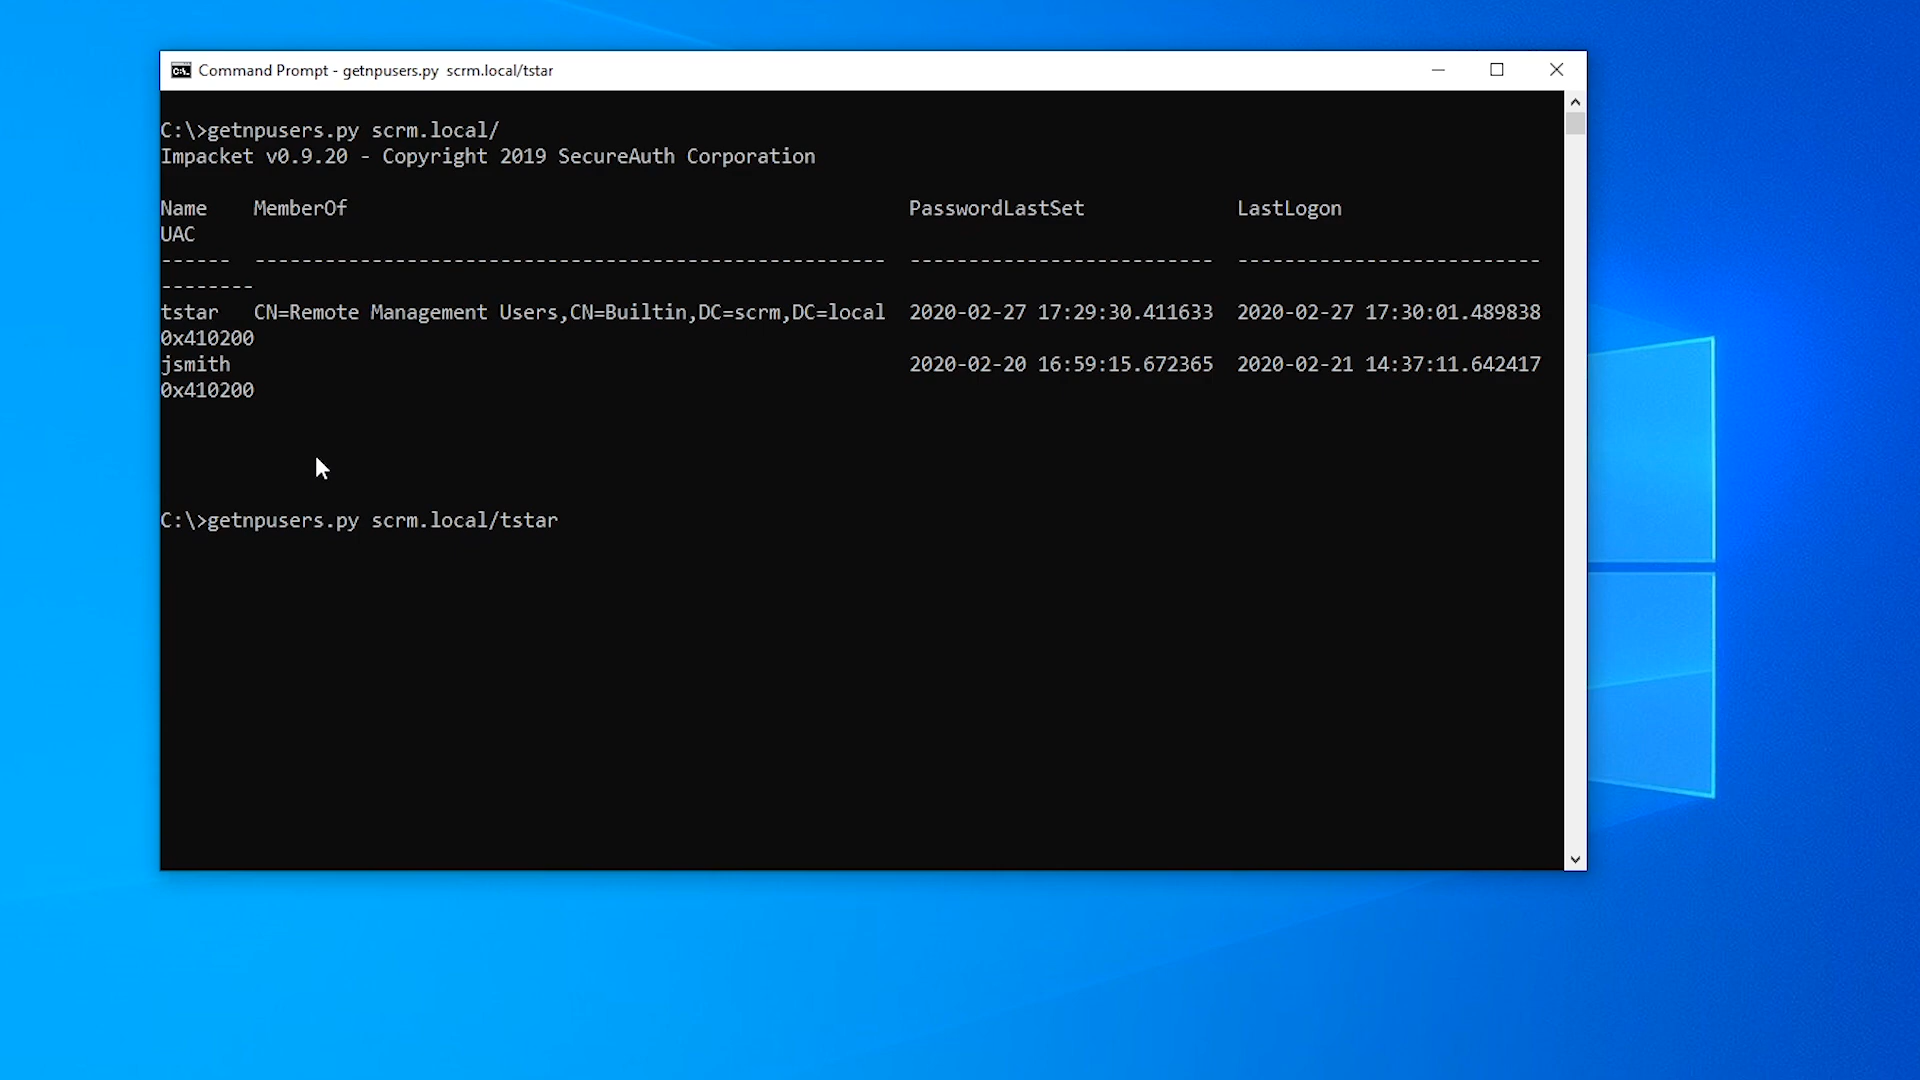 Command Prompt - getnpusers.py scrm.local/tstar
C:\>getnpusers.py scrm.local/
Impacket v0.9.20 - Copyright 2019 SecureAuth Corporation
Name MemberOf PasswordLastSet LastLogon
UAC
------ ------------------------------------------------------ -------------------------- --------------------------
--------
tstar CN=Remote Management Users,CN=Builtin,DC=scrm,DC=local 2020-02-27 17:29:30.411633 2020-02-27 17:30:01.489838
0x410200
jsmith 2020-02-20 16:59:15.672365 2020-02-21 14:37:11.642417
0x410200
C:\>getnpusers.py scrm.local/tstar